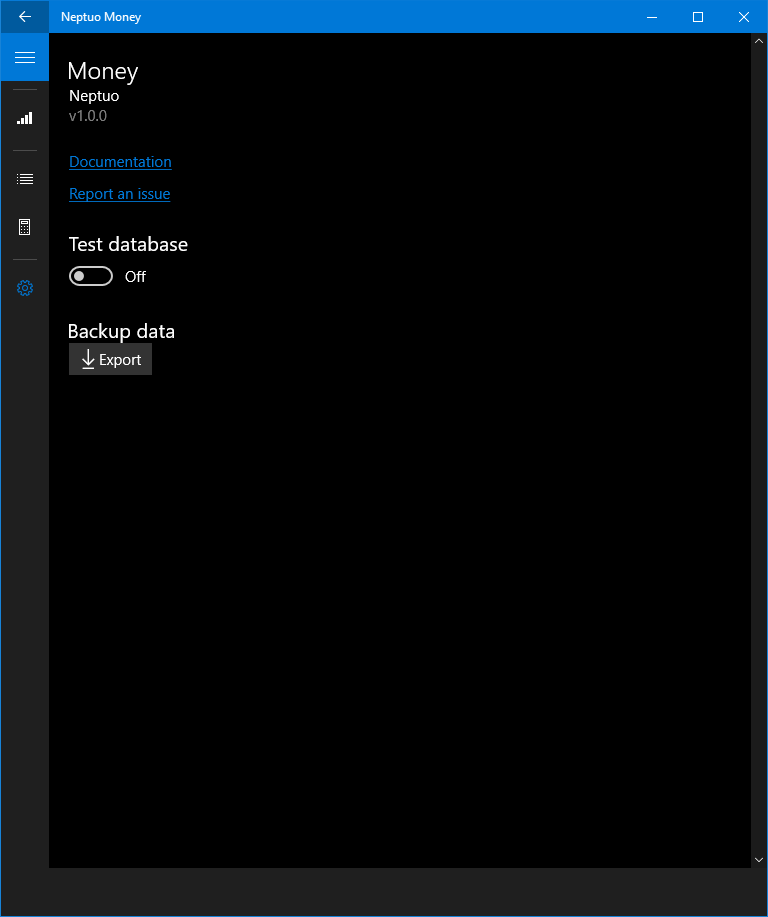 Neptuo Money
Money
Neptuo
v1.0.0
Documentation
Report an issue
Test database
Off
Backup data
Export